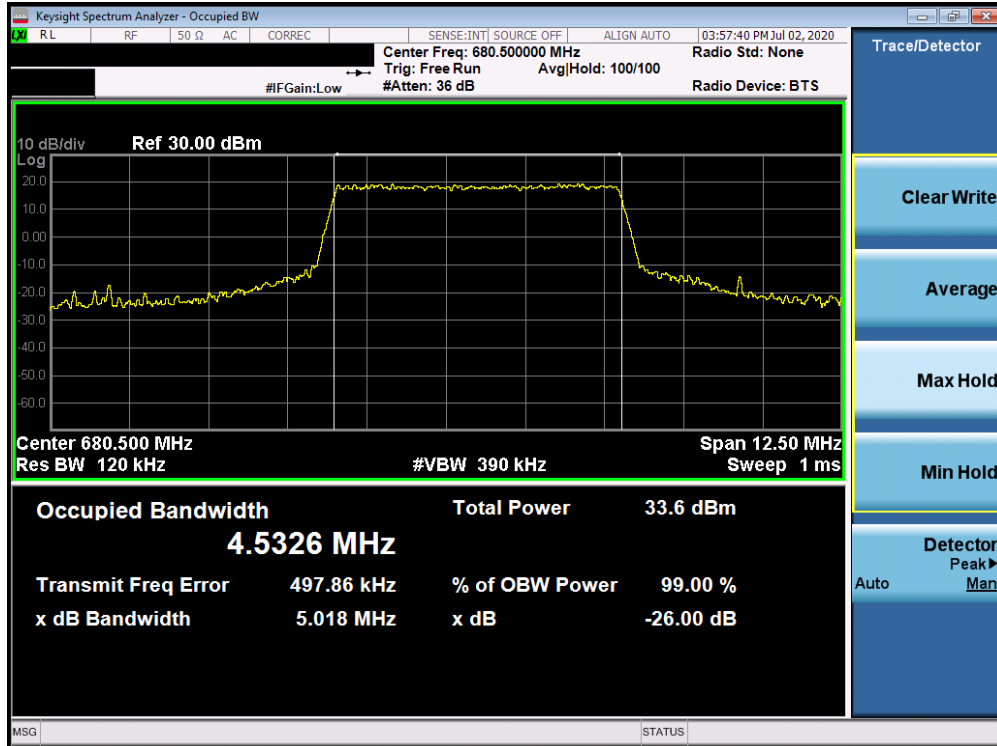 Keysight Spectrum Analyzer - Occupied BW
LXI RL RF 50 Ω AC CORREC SENSE:INT SOURCE OFF ALIGN AUTO 03:57:40 PM Jul 02, 2020
Center Freq: 680.500000 MHz Radio Std: None
Trig: Free Run Avg|Hold: 100/100
#IFGain:Low #Atten: 36 dB Radio Device: BTS
10 dB/div Ref 30.00 dBm
Log
20.0
10.0
0.00
-10.0
-20.0
-30.0
-40.0
-50.0
-60.0
Center 680.500 MHz Span 12.50 MHz
Res BW 120 kHz #VBW 390 kHz Sweep 1 ms
Occupied Bandwidth Total Power 33.6 dBm
4.5326 MHz
Transmit Freq Error 497.86 kHz % of OBW Power 99.00 %
x dB Bandwidth 5.018 MHz x dB -26.00 dB
MSG STATUS
Trace/Detector
Clear Write
Average
Max Hold
Min Hold
Detector
Peak▶
Auto Man